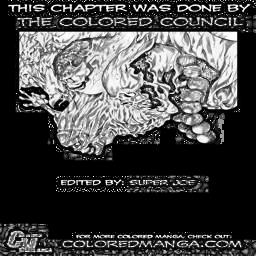 THIS CHAPTER WAS DONE BY
THE COLORED COUNCIL
EDITED BY: SUPER JOE
FOR MORE COLORED MANGA, CHECK OUT:
COLOREDMANGA.COM